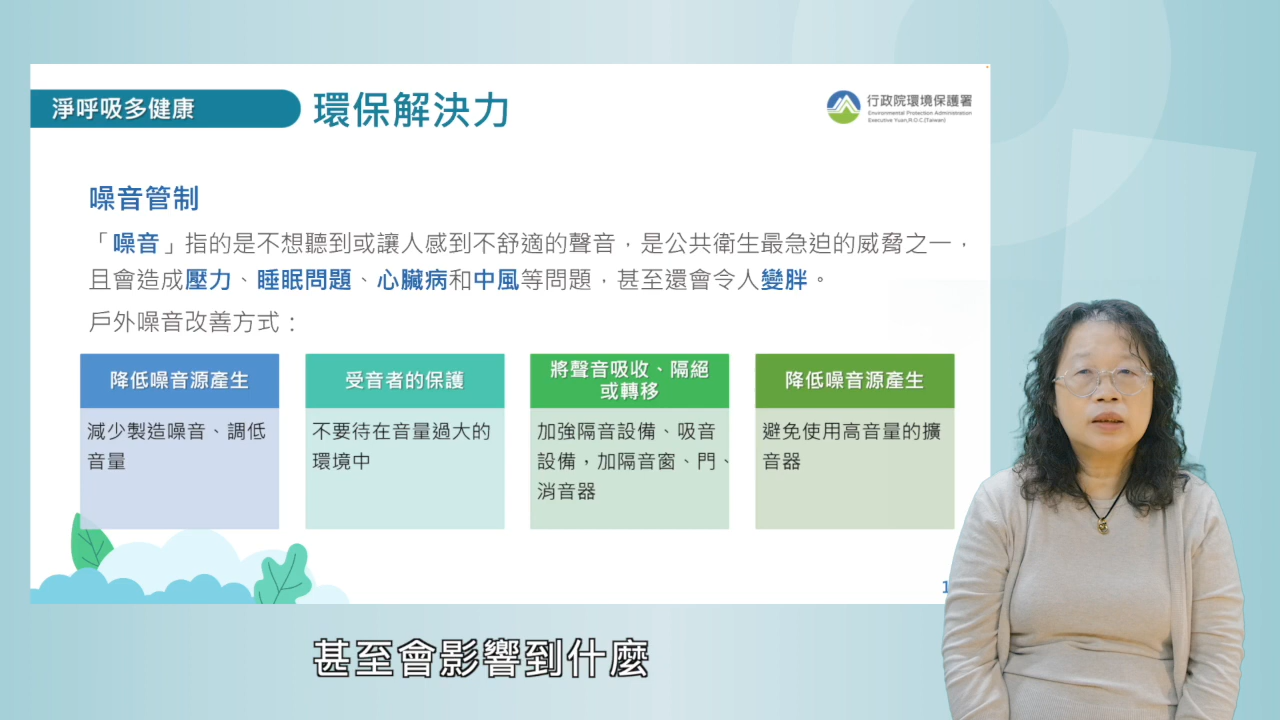 淨呼吸多健康
環保解決力
行政院環境保護署
Environmental Protection Administration
Executive Yuan,R.O.C.(Taiwan)
噪音管制
「噪音」指的是不想聽到或讓人感到不舒適的聲音，是公共衛生最急迫的威脅之一，
且會造成壓力、睡眠問題、心臟病和中風等問題，甚至還會令人變胖。
戶外噪音改善方式：
降低噪音源產生
減少製造噪音、調低
音量
受音者的保護
不要待在音量過大的
環境中
將聲音吸收、隔絕
或轉移
加強隔音設備、吸音
設備，加隔音窗、門、
消音器
降低噪音源產生
避免使用高音量的擴
音器
甚至會影響到什麼